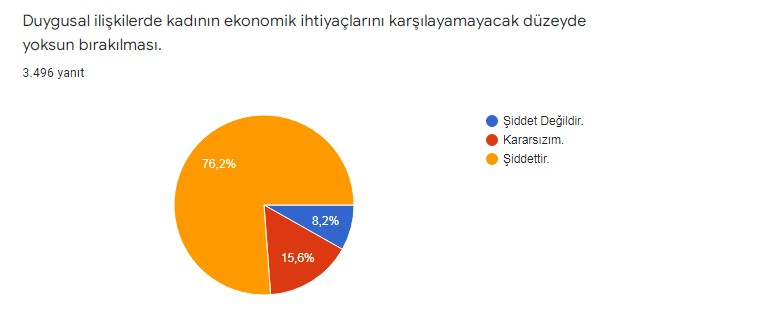 Duygusal ilişkilerde kadının ekonomik ihtiyaçlarını karşılayamayacak düzeyde
yoksun bırakılması.
3.496 yanıt
Şiddet Değildir.
Kararsızım.
Şiddettir.
76,2%
8,2%
15,6%